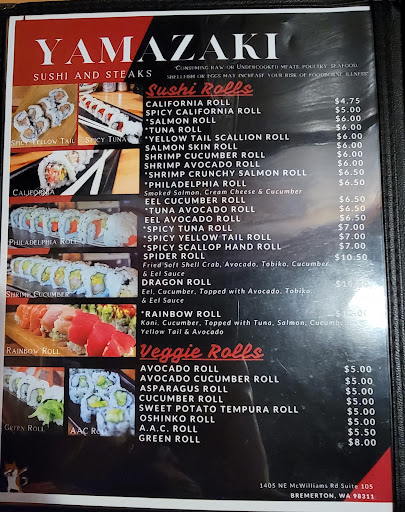 YAMAZAKI
SUSHI AND STEAKS
*CONSUMING RAW OR UNDERCOOKED MEATS, POULTRY, SEAFOOD,
SHELLFISH OR EGGS MAY INCREASE YOUR RISK OF FOODBORNE ILLNESS
Sushi Rolls
CALIFORNIA ROLL $4.75
SPICY CALIFORNIA ROLL $5.00
*SALMON ROLL $6.00
*TUNA ROLL $6.00
*YELLOW TAIL SCALLION ROLL $6.00
SALMON SKIN ROLL $6.00
SHRIMP CUCUMBER ROLL $6.00
SHRIMP AVOCADO ROLL $6.00
*SHRIMP CRUNCHY SALMON ROLL $6.50
*PHILADELPHIA ROLL $6.50
Smoked Salmon, Cream Cheese & Cucumber
EEL CUCUMBER ROLL $6.50
*TUNA AVOCADO ROLL $6.50
EEL AVOCADO ROLL $6.50
*SPICY TUNA ROLL $7.00
*SPICY YELLOW TAIL ROLL $7.00
*SPICY SCALLOP HAND ROLL $7.00
SPIDER ROLL $10.50
Fried Soft Shell Crab, Avocado, Tobiko, Cucumber
& Eel Sauce
DRAGON ROLL
Eel, Cucumber, Topped with Avocado, Tobiko,
& Eel Sauce
*RAINBOW ROLL
Kani, Cucumber, Topped with Tuna, Salmon,
Yellow Tail & Avocado
Veggie Rolls
AVOCADO ROLL $5.00
AVOCADO CUCUMBER ROLL $5.00
ASPARAGUS ROLL $5.00
CUCUMBER ROLL $5.00
SWEET POTATO TEMPURA ROLL $5.00
OSHINKO ROLL $5.00
A.A.C. ROLL $5.50
GREEN ROLL $8.00
SPICY YELLOW TAIL
SPICY TUNA
CALIFORNIA
PHILADELPHIA ROLL
SHRIMP CUCUMBER
RAINBOW ROLL
GREEN ROLL
AAC
1405 NE MCWILLIAMS RD SUITE 105
BREMERTON, WA 98311